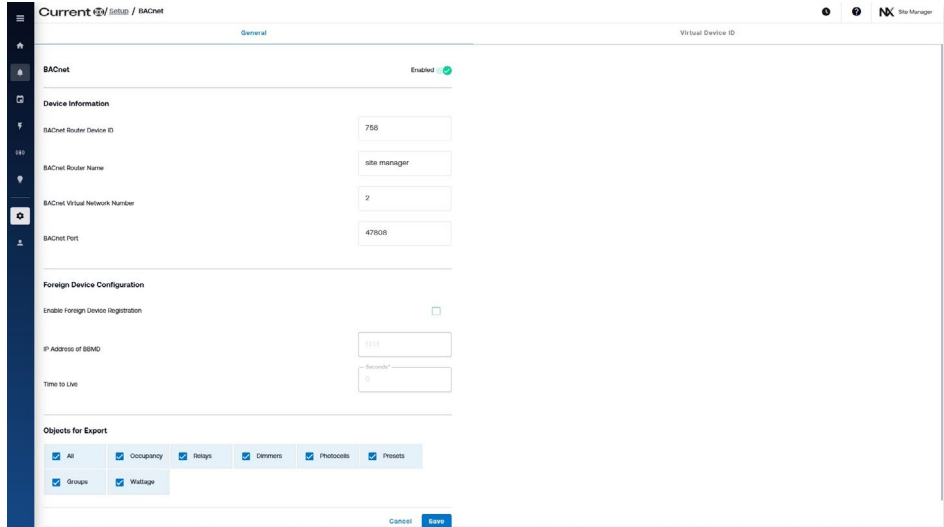 Current / Setup / BACnet
NX Site Manager
General
Virtual Device ID
BACnet
Enabled
Device Information
BACnet Router Device ID
758
BACnet Router Name
site manager
BACnet Virtual Network Number
2
BACnet Port
47808
Foreign Device Configuration
Enable Foreign Device Registration
IP Address of BBMD
Seconds*
Time to Live
0
Objects for Export
All Occupancy Relays Dimmers Photocells Presets
Groups Wattage
Cancel Save